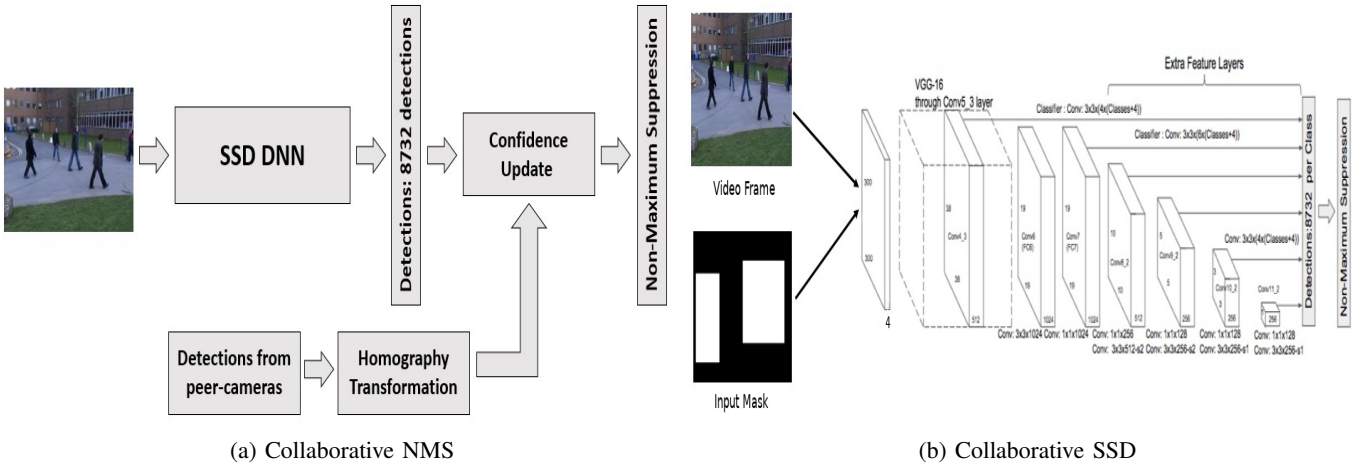 SSD DNN
Detections: 8732 detections
Confidence
Update
Non-Maximum Suppression
Detections from
peer-cameras
Homography
Transformation
(a) Collaborative NMS
Video Frame
Input Mask
VGG-16
through Conv5_3 layer
Extra Feature Layers
Classifier : Conv: 3x3x(4x(Classes+4))
Classifier : Conv: 3x3x(6x(Classes+4))
Conv: 3x3x(4x(Classes+4))
300
300
4
38
Conv4_3
38
512
19
Conv6
(FC6)
19
1024
19
Conv7
(FC7)
19
1024
10
Conv8_2
10
512
5
Conv9_2
5
256
3
Conv10_2
3
256
Conv11_2
256
Conv: 3x3x1024
Conv: 1x1x1024
Conv: 1x1x256
Conv: 3x3x512-s2
Conv: 1x1x128
Conv: 3x3x256-s2
Conv: 1x1x128
Conv: 3x3x256-s1
Conv: 1x1x128
Conv: 3x3x256-s1
Detections:8732 per Class
Non-Maximum Suppression
(b) Collaborative SSD